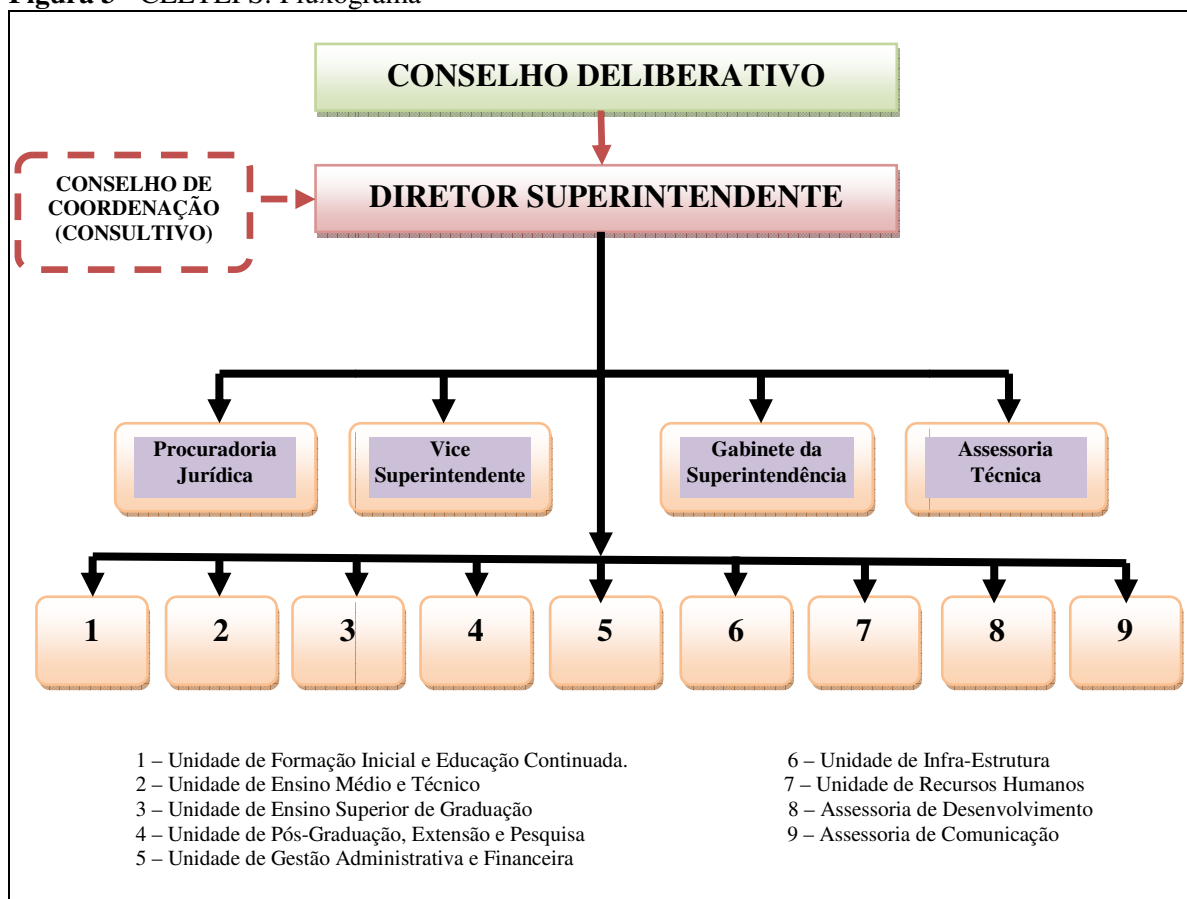 CONSELHO DELIBERATIVO
CONSELHO DE
COORDENAÇÃO
(CONSULTIVO)
DIRETOR SUPERINTENDENTE
Procuradoria
Jurídica
Vice
Superintendente
Gabinete da
Superintendência
Assessoria
Técnica
1
2
3
4
5
6
7
8
9
1 – Unidade de Formação Inicial e Educação Continuada.
2 – Unidade de Ensino Médio e Técnico
3 – Unidade de Ensino Superior de Graduação
4 – Unidade de Pós-Graduação, Extensão e Pesquisa
5 – Unidade de Gestão Administrativa e Financeira
6 – Unidade de Infra-Estrutura
7 – Unidade de Recursos Humanos
8 – Assessoria de Desenvolvimento
9 – Assessoria de Comunicação